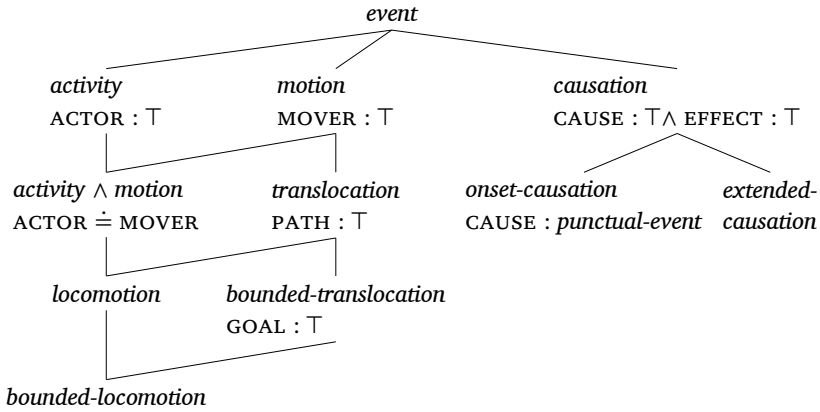 event
activity motion causation
ACTOR : ⊤ MOVER : ⊤ CAUSE : ⊤ ∧ EFFECT : ⊤
activity ∧ motion translocation onset-causation extended-
ACTOR ≐ MOVER PATH : ⊤ CAUSE : punctual-event causation
locomotion bounded-translocation
GOAL : ⊤
bounded-locomotion